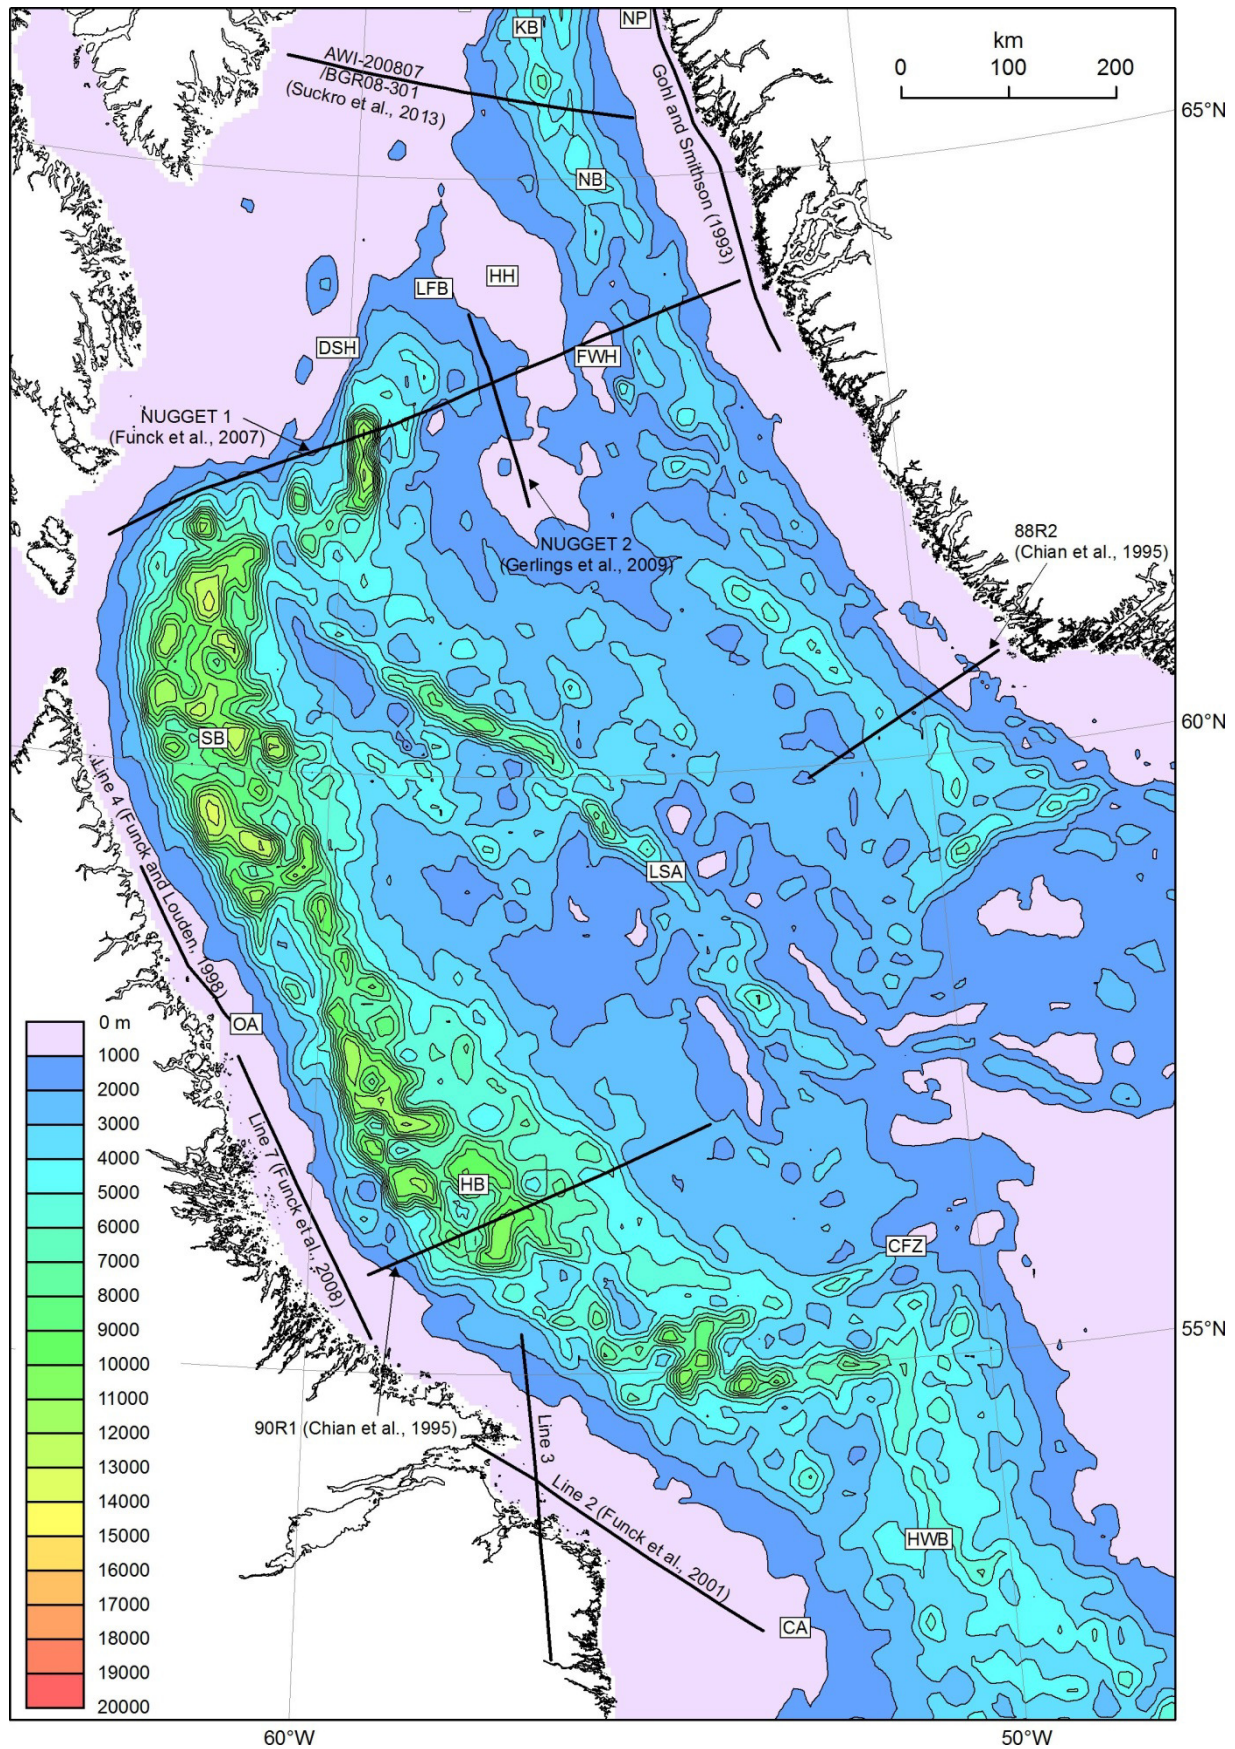 KB
NP
AWI-200807
/BGR08-301
(Suckro et al., 2013)
Gohl and Smithson (1993)
km
0 100 200
65°N
NB
HH
LFB
DSH
FWH
NUGGET 1
(Funck et al., 2007)
NUGGET 2
(Gerlings et al., 2009)
88R2
(Chian et al., 1995)
60°N
SB
Line 4 (Funck and Louden, 1998)
LSA
OA
Line 7 (Funck et al., 2008)
HB
CFZ
55°N
90R1 (Chian et al., 1995)
Line 3
Line 2 (Funck et al., 2001)
HWB
CA
0 m
1000
2000
3000
4000
5000
6000
7000
8000
9000
10000
11000
12000
13000
14000
15000
16000
17000
18000
19000
20000
60°W
50°W